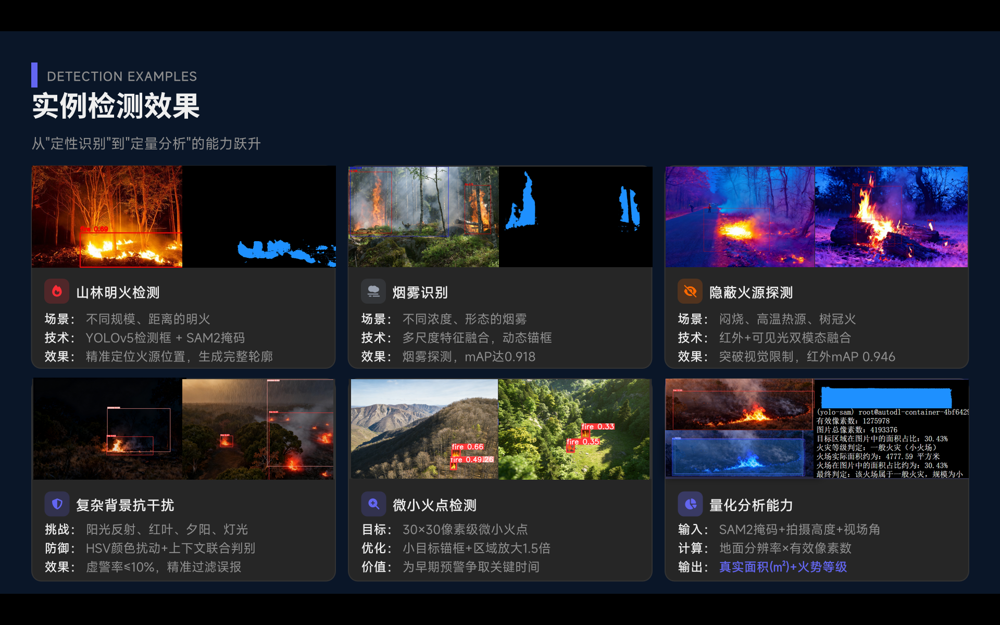 DETECTION EXAMPLES
实例检测效果
从"定性识别"到"定量分析"的能力跃升
fire 0.69
山林明火检测
场景： 不同规模、距离的明火
技术： YOLOv5检测框 + SAM2掩码
效果： 精准定位火源位置，生成完整轮廓
烟雾识别
场景： 不同浓度、形态的烟雾
技术： 多尺度特征融合，动态锚框
效果： 烟雾探测，mAP达0.918
隐蔽火源探测
场景： 闷烧、高温热源、树冠火
技术： 红外+可见光双模态融合
效果： 突破视觉限制，红外mAP 0.946
复杂背景抗干扰
挑战： 阳光反射、红叶、夕阳、灯光
防御： HSV颜色扰动+上下文联合判别
效果： 虚警率≤10%，精准过滤误报
fire 0.66
fire 0.49
.26
fire 0.33
fire 0.35
微小火点检测
目标： 30×30像素级微小火点
优化： 小目标锚框+区域放大1.5倍
价值： 为早期预警争取关键时间
(yolo-sam) root@autodl-container-4bf6429
有效像素数：1275978
图片总像素数：4193376
目标区域在图片中的面积占比：30.43%
火灾等级判定：一般火灾（小火场）
火场实际面积约为：4777.59 平方米
火场在图片中的面积占比约为：30.43%
最终判定：该火场属于一般火灾，规模为小
量化分析能力
输入： SAM2掩码+拍摄高度+视场角
计算： 地面分辨率×有效像素数
输出： 真实面积(m²)+火势等级